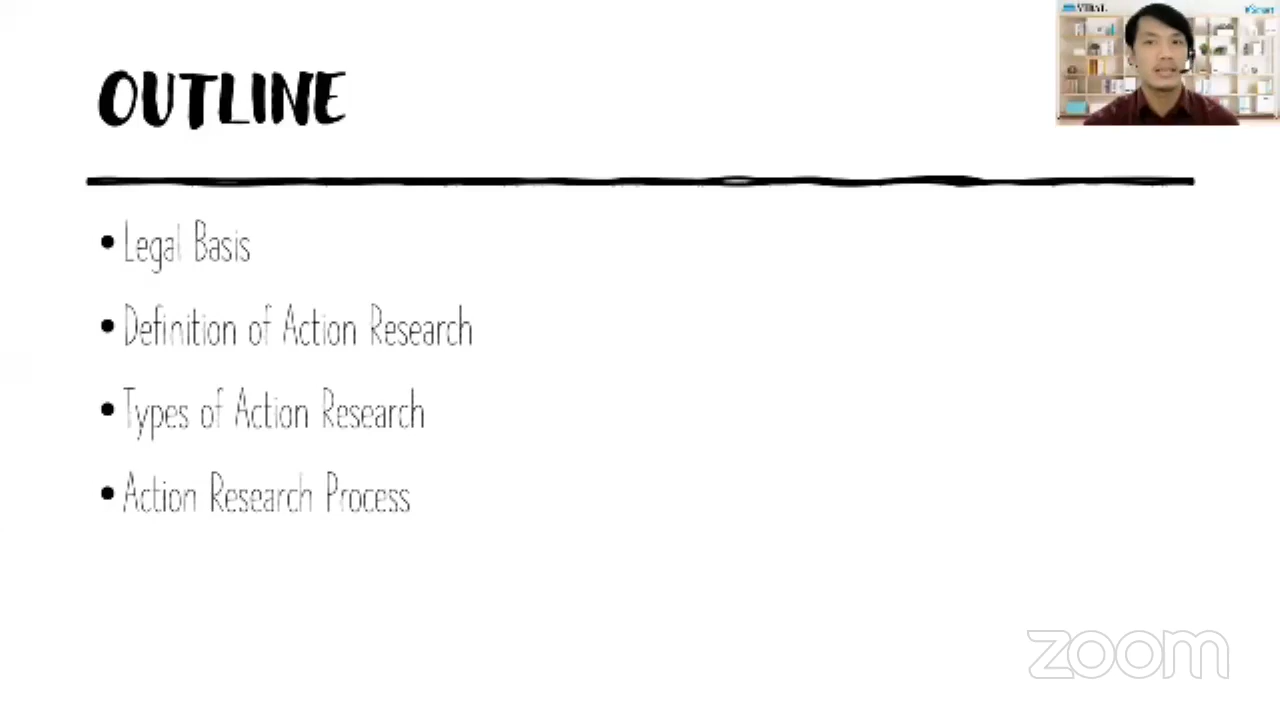 OUTLINE
• Legal Basis
• Definition of Action Research
• Types of Action Research
• Action Research Process
zoom